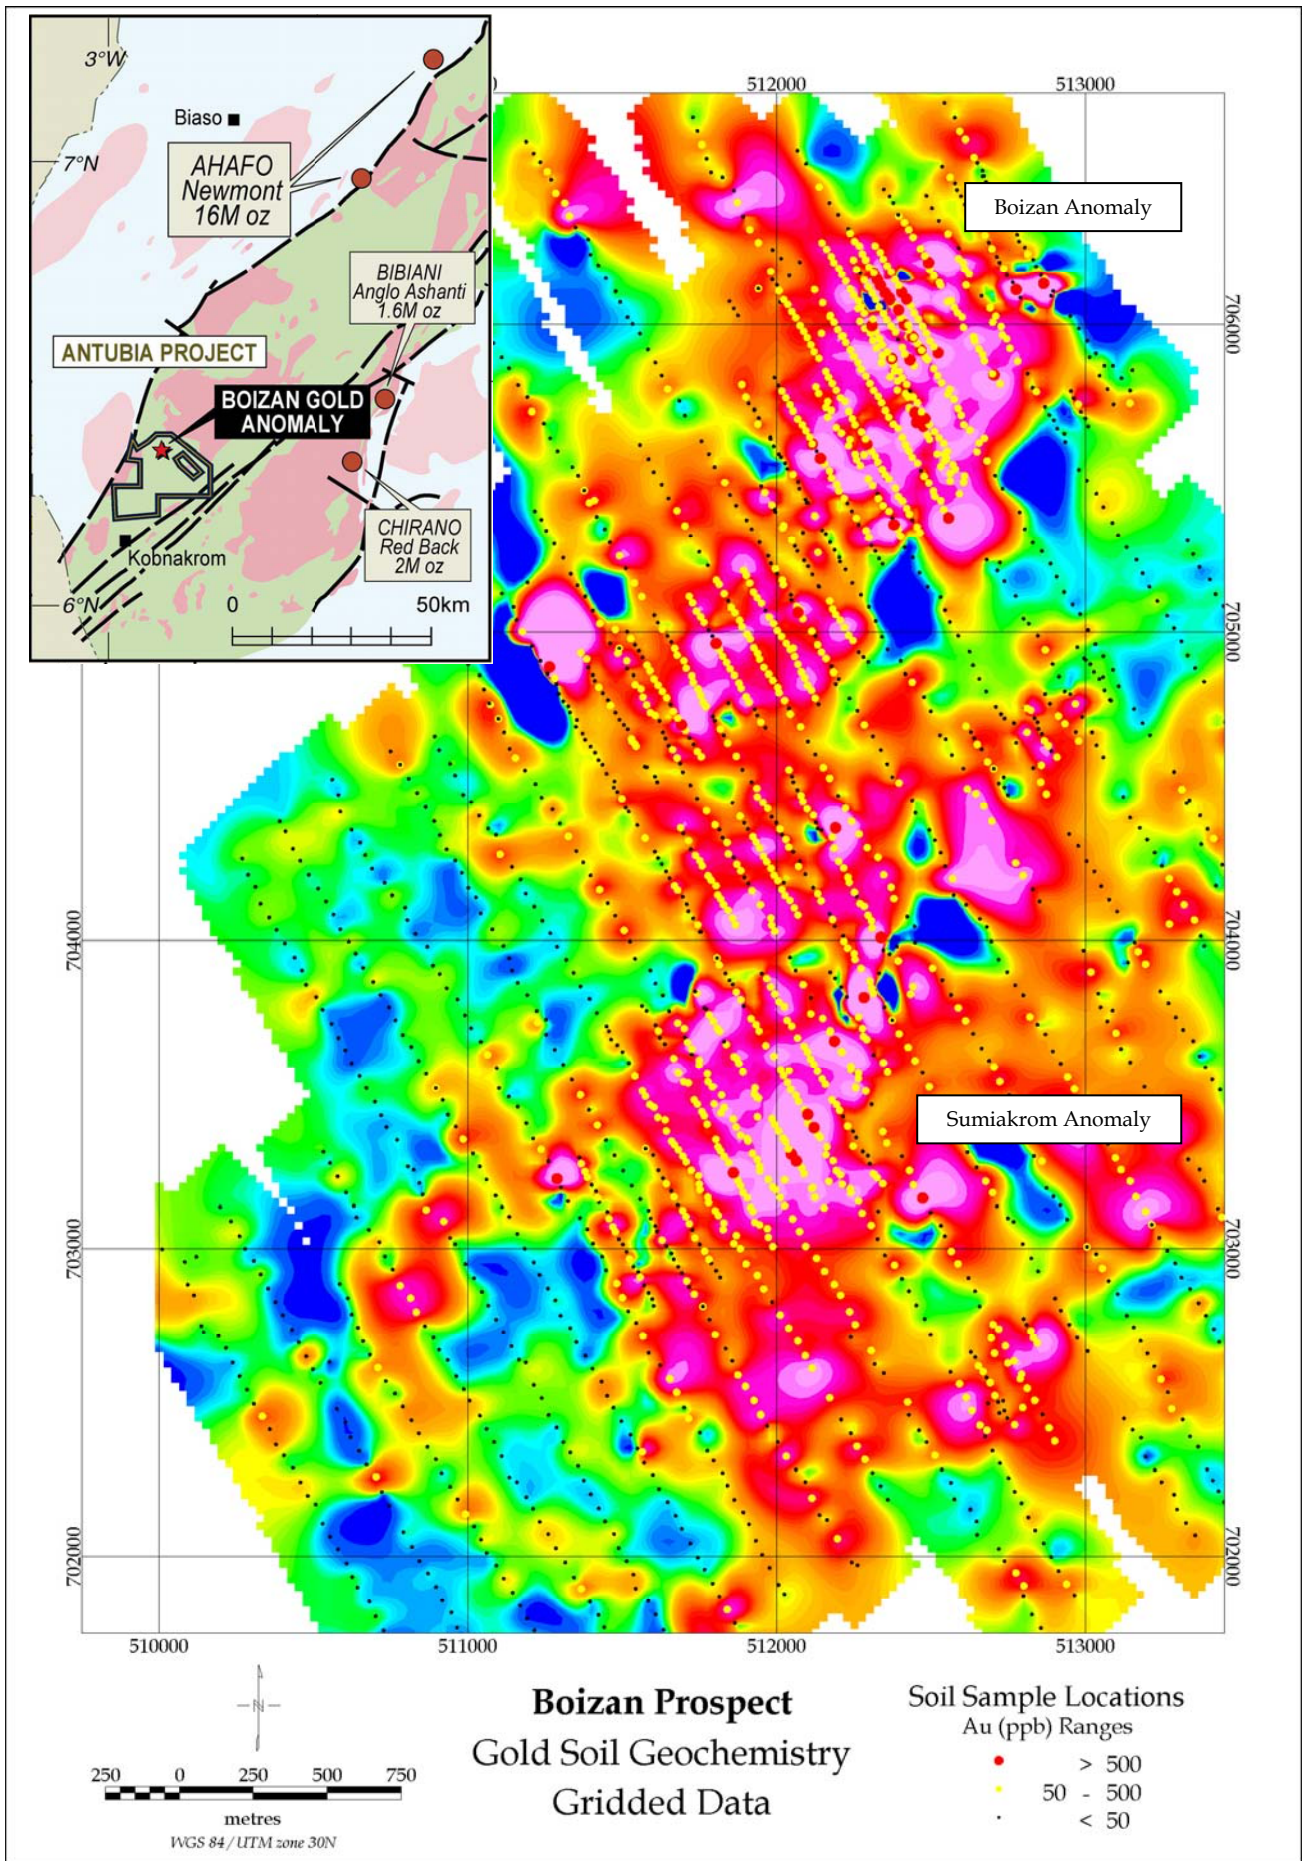 3°W
Biaso
7°N
AHAFO
Newmont
16M oz
BIBIANI
Anglo Ashanti
1.6M oz
ANTUBIA PROJECT
BOIZAN GOLD
ANOMALY
CHIRANO
Red Back
2M oz
Kobnakrom
6°N
0 50km
512000 513000
Boizan Anomaly
706000
705000
704000 704000
Sumiakrom Anomaly
703000 703000
702000 702000
510000 511000 512000 513000
N
250 0 250 500 750
metres
WGS 84 / UTM zone 30N
Boizan Prospect
Gold Soil Geochemistry
Gridded Data
Soil Sample Locations
Au (ppb) Ranges
> 500
50 - 500
< 50